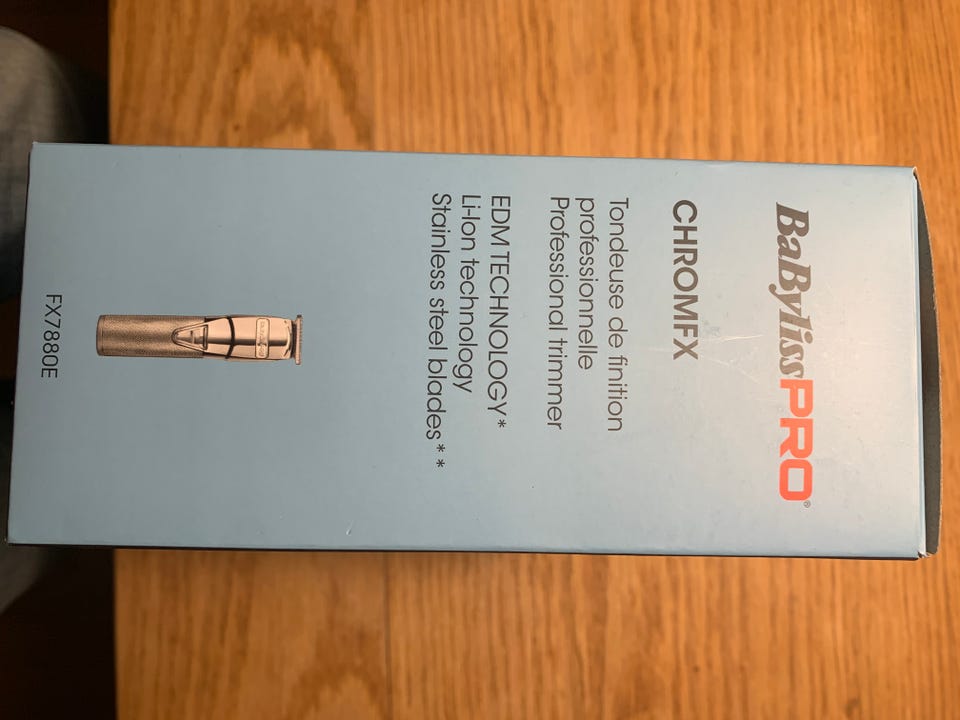 BaBylissPRO®
CHROMFX
Tondeuse de finition
professionnelle
Professional trimmer
EDM TECHNOLOGY*
Li-Ion technology
Stainless steel blades**
FX7880E